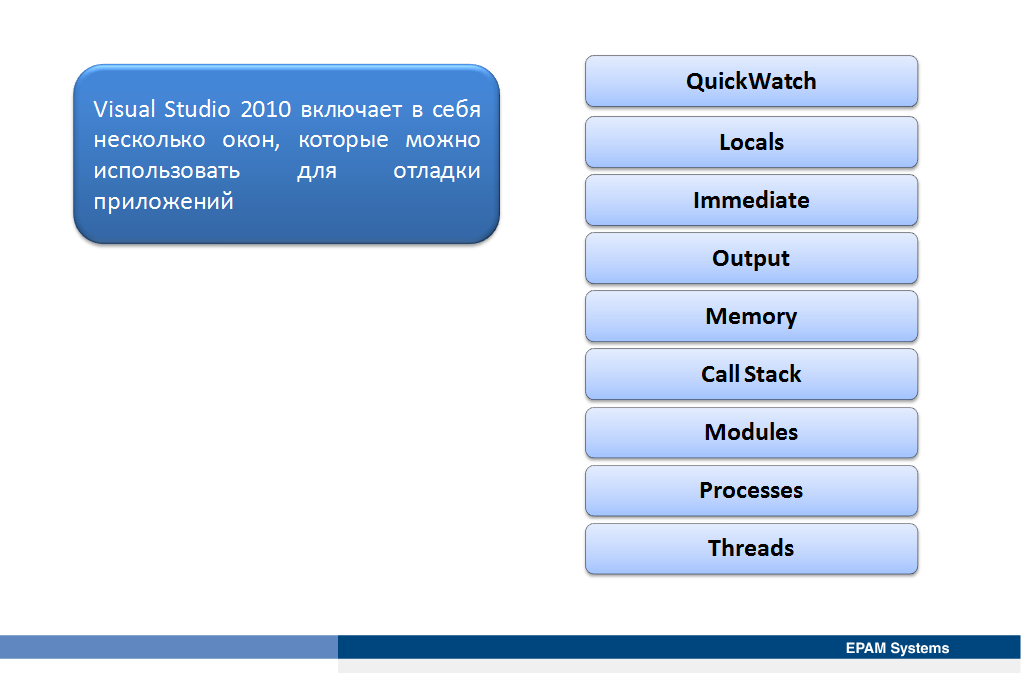 Visual Studio 2010 включает в себя
несколько окон, которые можно
использовать для отладки
приложений
QuickWatch
Locals
Immediate
Output
Memory
Call Stack
Modules
Processes
Threads
EPAM Systems